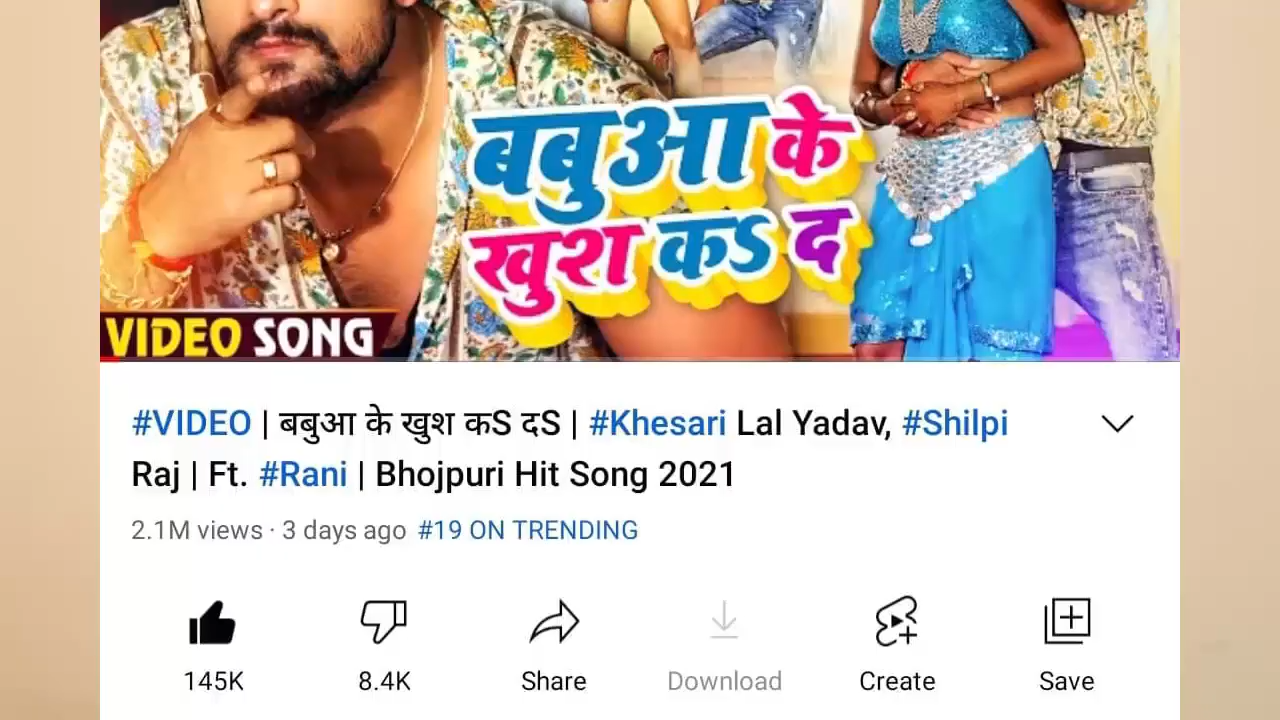 बबुआ के
खुश कS द
VIDEO SONG
#VIDEO | बबुआ के खुश कS दS | #Khesari Lal Yadav, #Shilpi
Raj | Ft. #Rani | Bhojpuri Hit Song 2021
2.1M views · 3 days ago #19 ON TRENDING
145K 8.4K Share Download Create Save